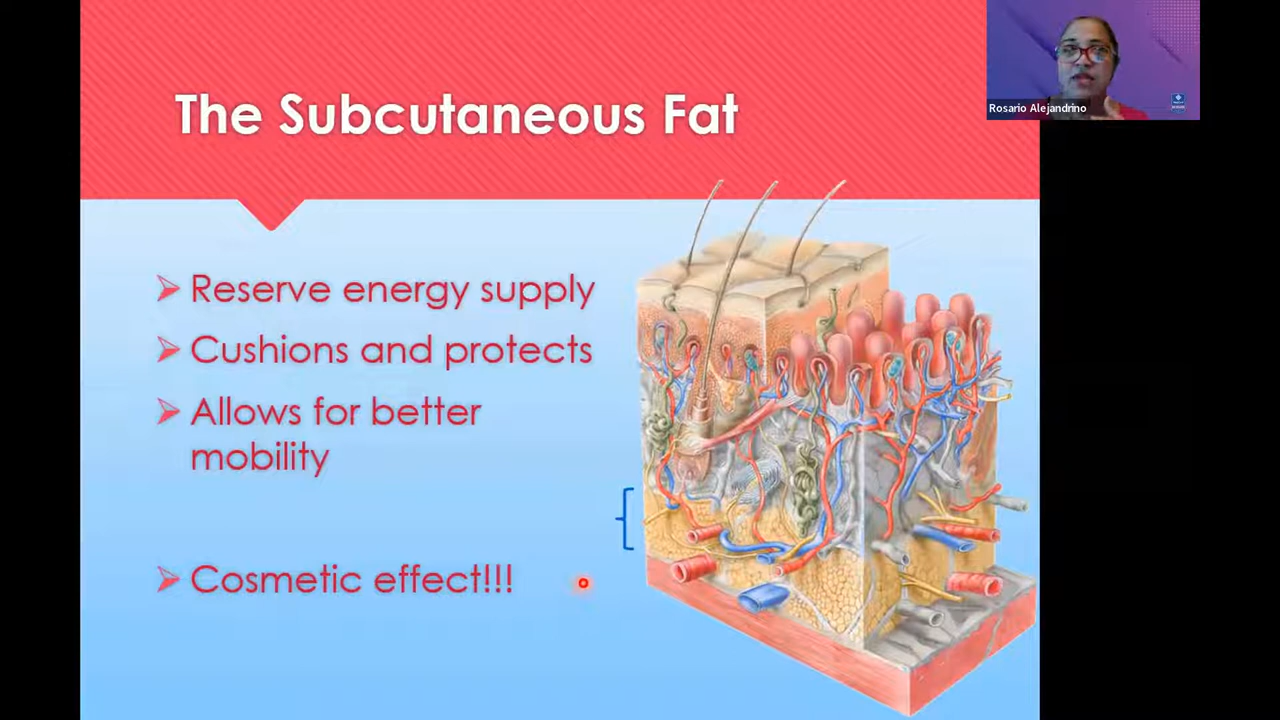 The Subcutaneous Fat
Rosario Alejandrino
Reserve energy supply
Cushions and protects
Allows for better
mobility
Cosmetic effect!!!